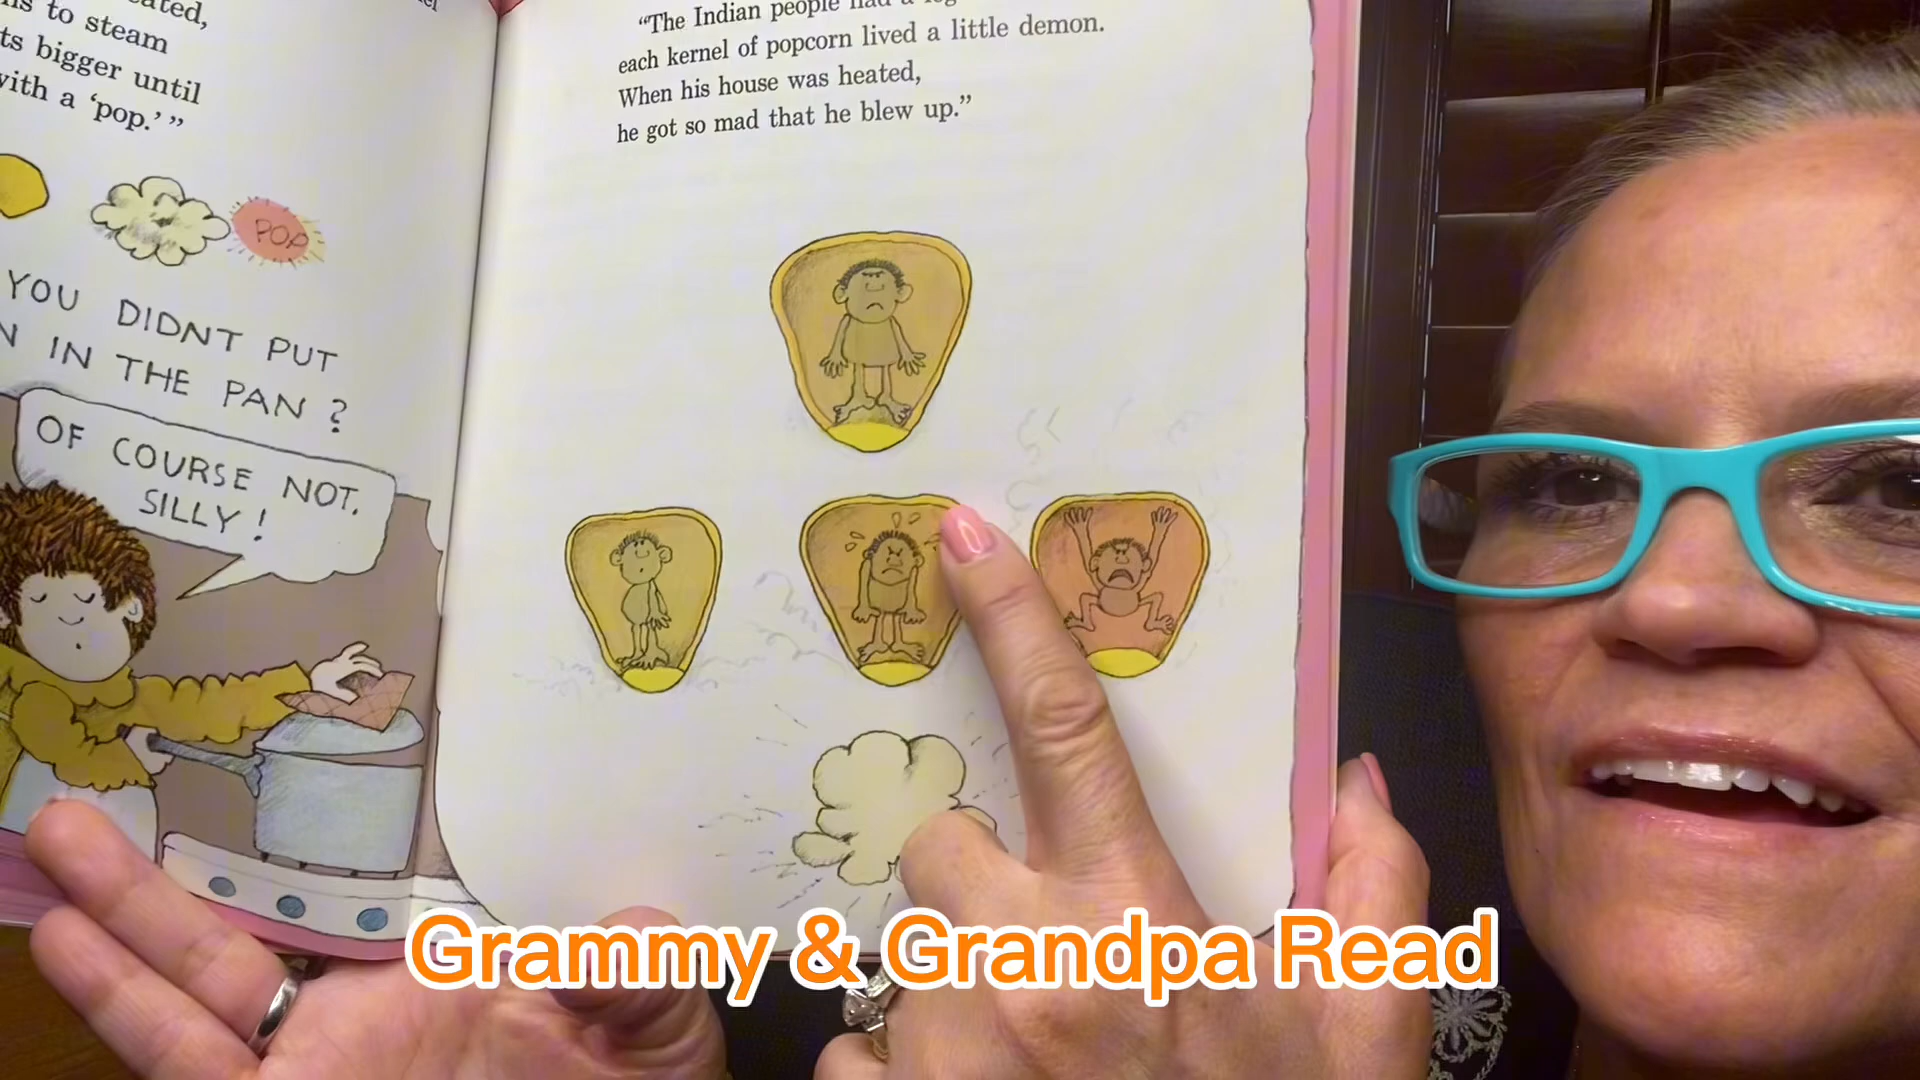 to steam
bigger until
with a 'pop.' "
POP
YOU DIDNT PUT
IN THE PAN?
OF COURSE NOT,
SILLY!
"The Indian people had a
each kernel of popcorn lived a little demon.
When his house was heated,
he got so mad that he blew up."
Grammy & Grandpa Read